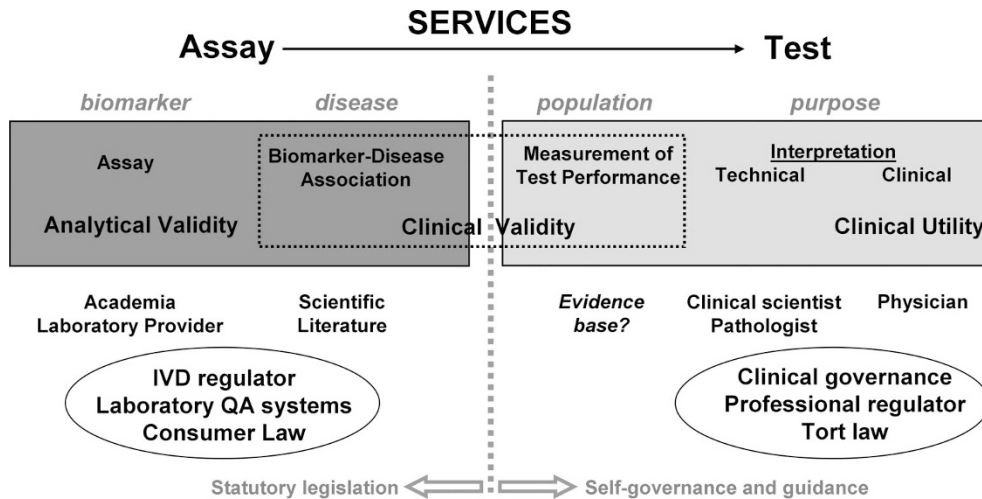 SERVICES
Assay
Test
biomarker
disease
population
purpose
Assay
Biomarker-Disease
Association
Measurement of
Test Performance
Interpretation
Technical
Clinical
Analytical Validity
Clinical Validity
Clinical Utility
Academia
Laboratory Provider
Scientific
Literature
Evidence
base?
Clinical scientist
Pathologist
Physician
IVD regulator
Laboratory QA systems
Consumer Law
Clinical governance
Professional regulator
Tort law
Statutory legislation
Self-governance and guidance